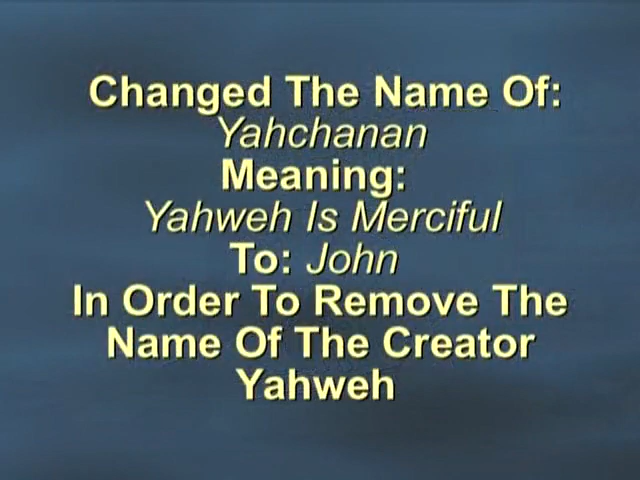 Changed The Name Of:
Yahchanan
Meaning:
Yahweh Is Merciful
To: John
In Order To Remove The
Name Of The Creator
Yahweh